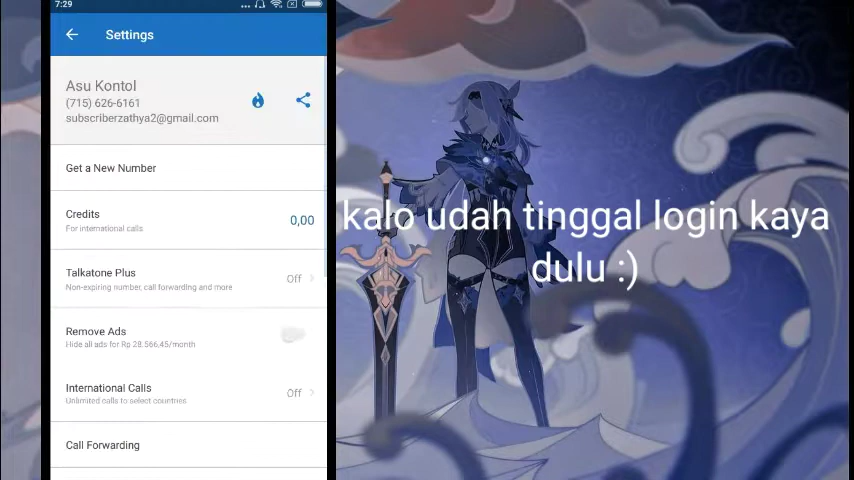 7:29
Settings
Asu Kontol
(715) 626-6161
subscriberzathya2@gmail.com
Get a New Number
Credits
For international calls
0,00
Talkatone Plus
Non-expiring number, call forwarding and more
Off
Remove Ads
Hide all ads for Rp 28.566,45/month
International Calls
Unlimited calls to select countries
Off
Call Forwarding
kalo udah tinggal login kaya
dulu :)